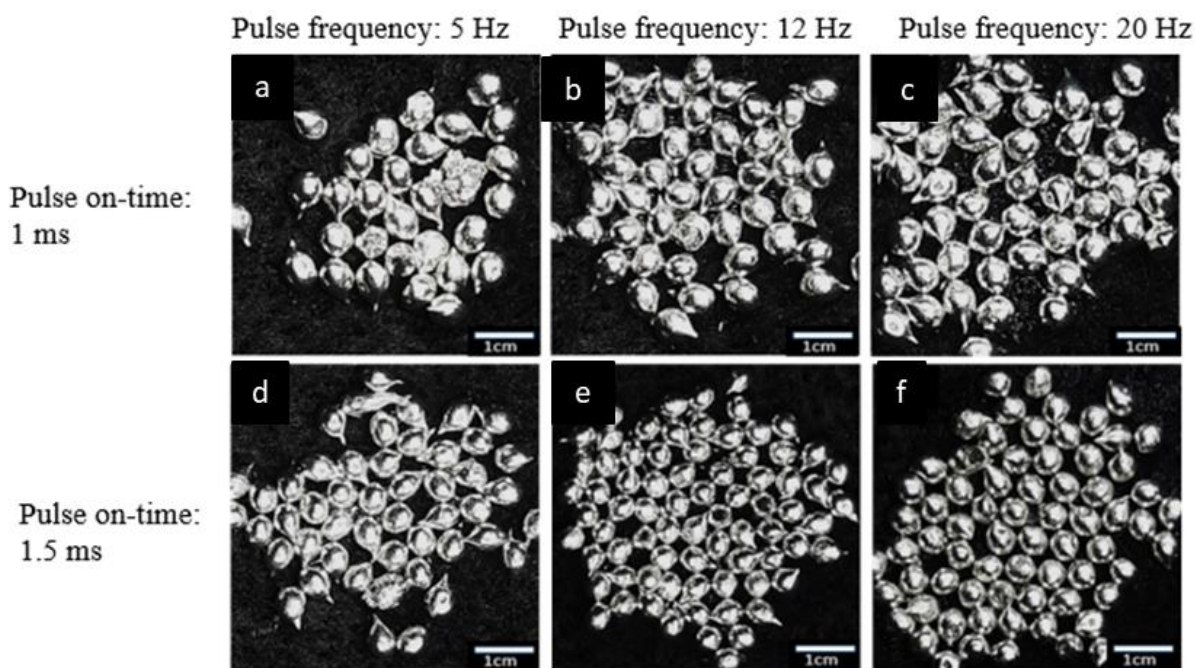 Pulse frequency: 5 Hz
Pulse frequency: 12 Hz
Pulse frequency: 20 Hz
a
b
c
Pulse on-time:
1 ms
1cm
1cm
1cm
d
e
f
Pulse on-time:
1.5 ms
1cm
1cm
1cm